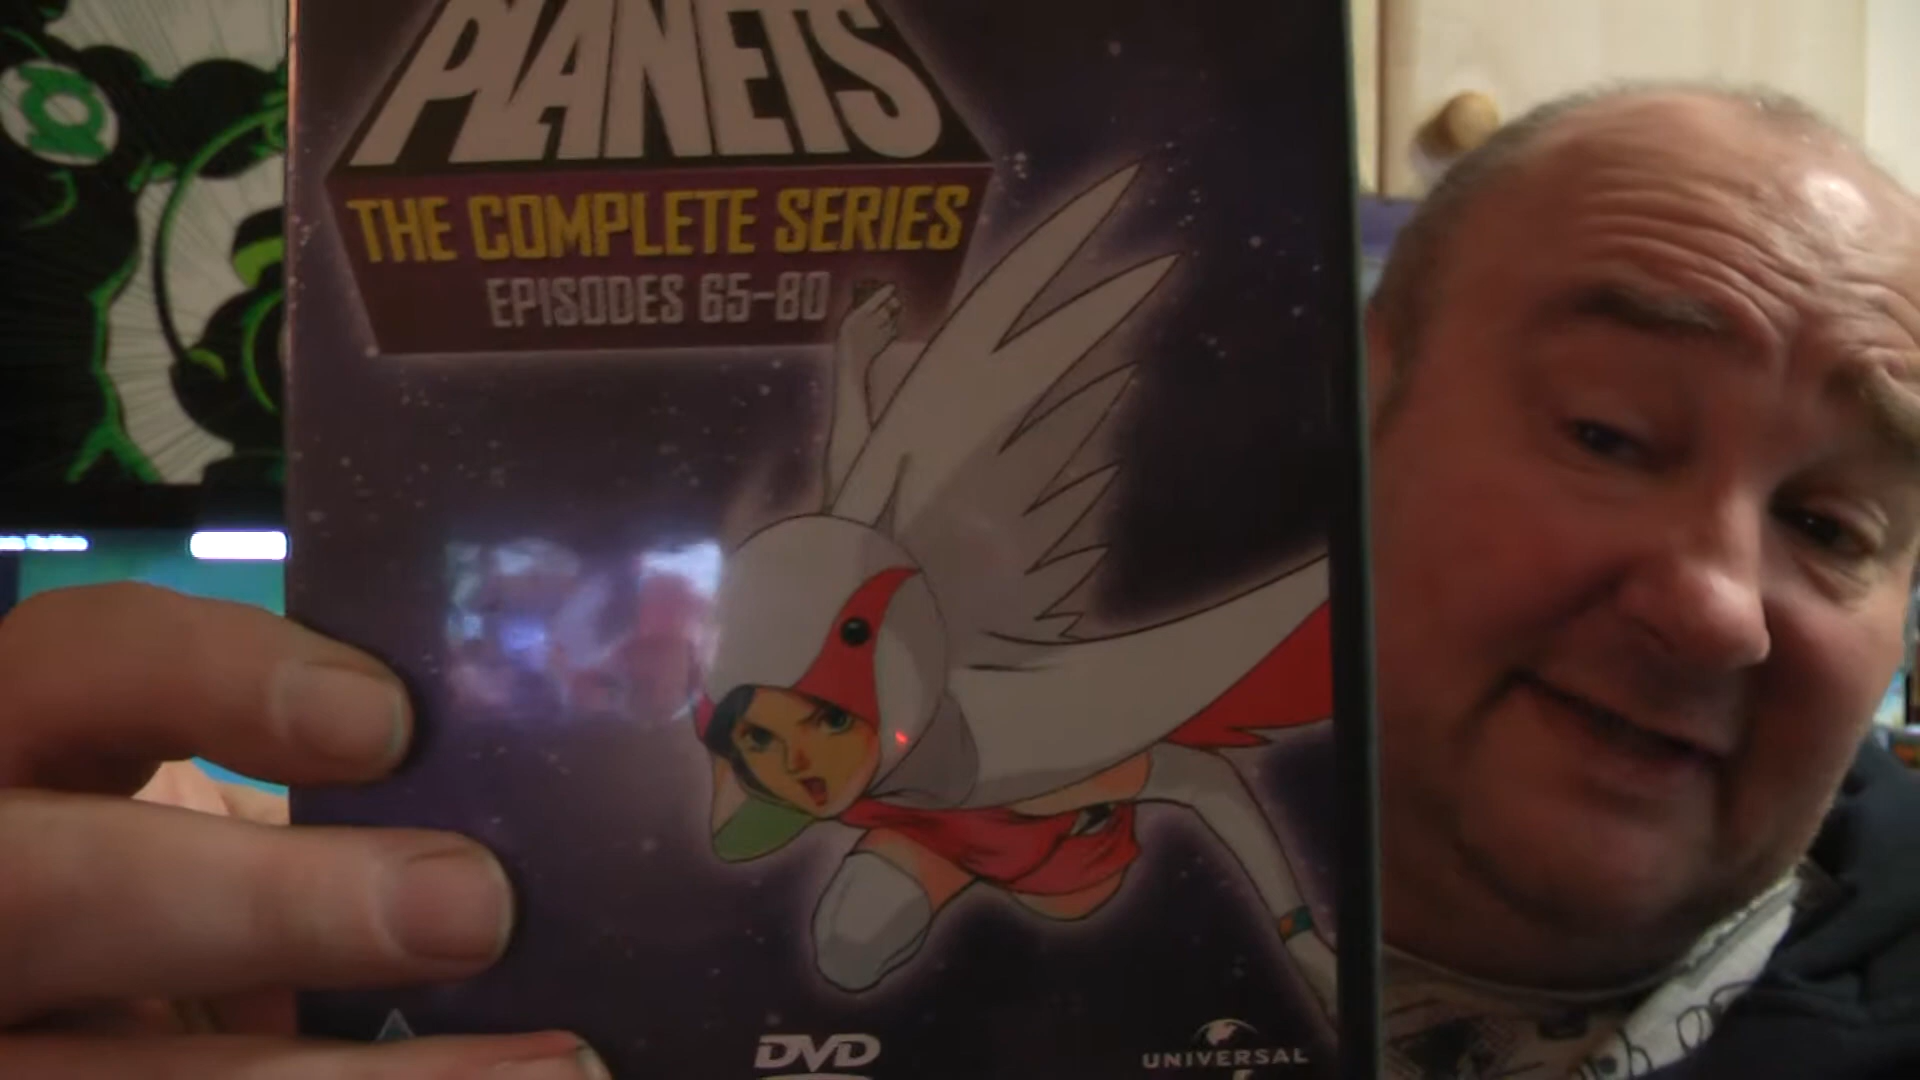 PLANETS
THE COMPLETE SERIES
EPISODES 65-80
DVD
UNIVERSAL